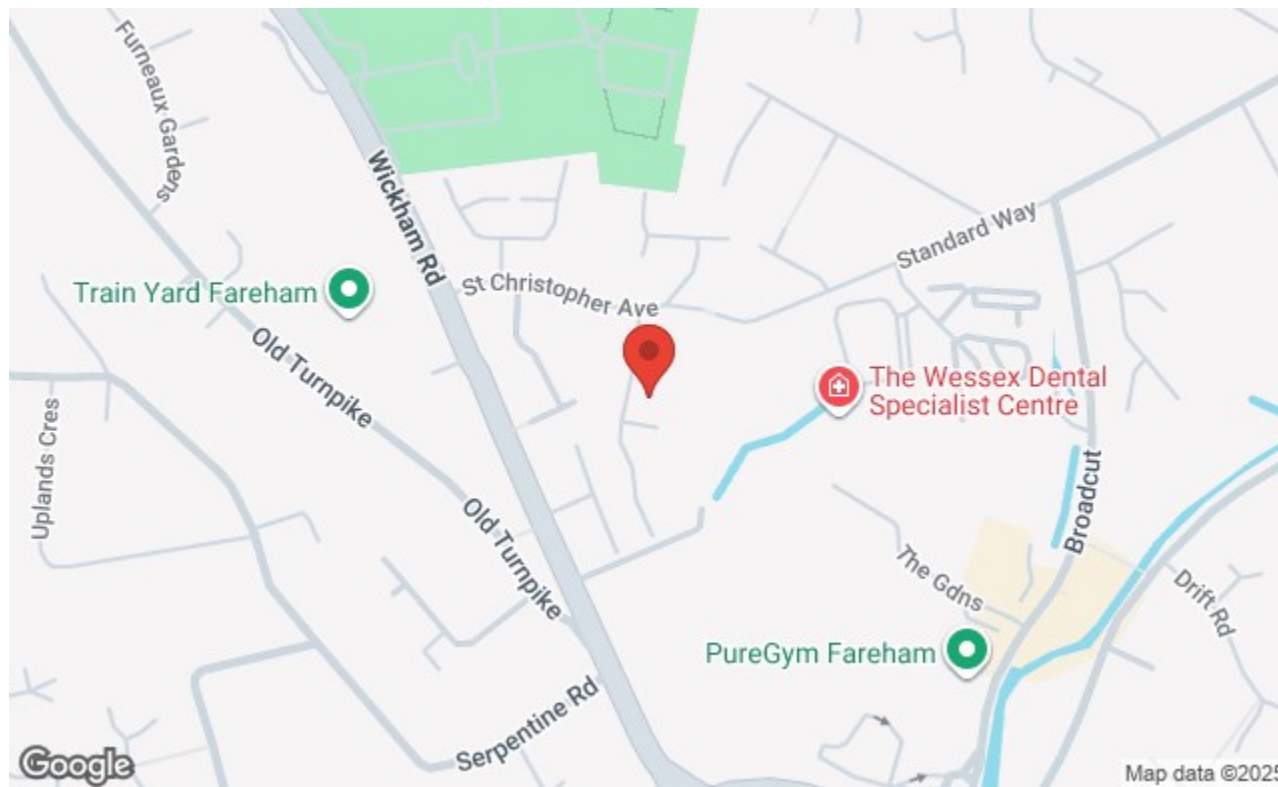 Furneaux Gardens
Wickham Rd
Standard Way
Train Yard Fareham
St Christopher Ave
Old Turnpike
The Wessex Dental
Specialist Centre
Uplands Cres
Broadcut
Old Turnpike
The Gdns
Drift Rd
PureGym Fareham
Serpentine Rd
Google
Map data ©2025